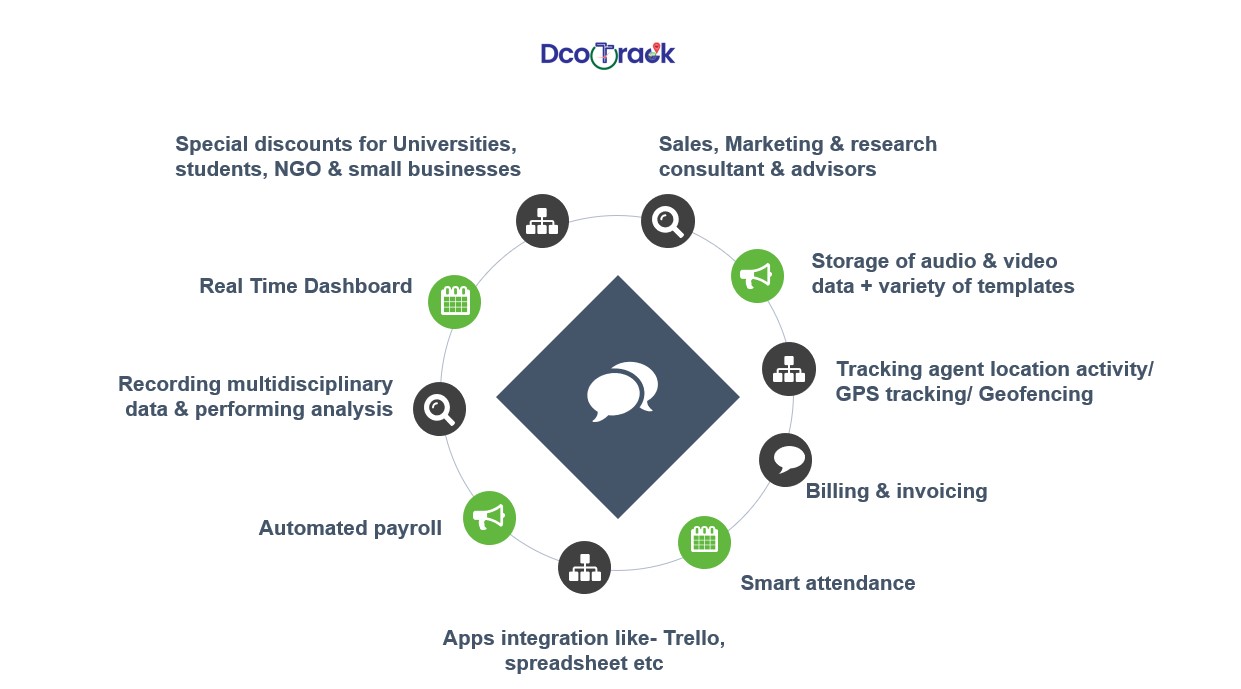 DcoTrack
Special discounts for Universities,
students, NGO & small businesses
Sales, Marketing & research
consultant & advisors
Storage of audio & video
data + variety of templates
Real Time Dashboard
Tracking agent location activity/
GPS tracking/ Geofencing
Recording multidisciplinary
data & performing analysis
Billing & invoicing
Automated payroll
Smart attendance
Apps integration like- Trello,
spreadsheet etc